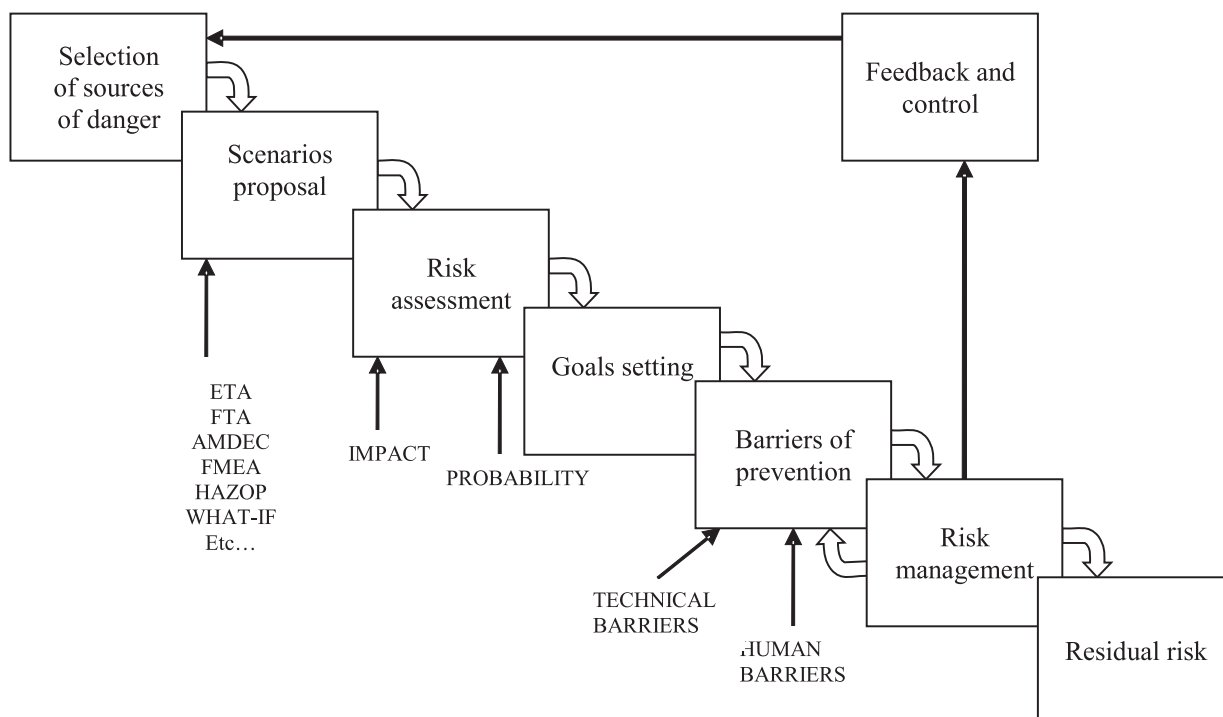 Selection
of sources
of danger
Feedback and
control
Scenarios
proposal
Risk
assessment
Goals setting
Barriers of
prevention
Risk
management
Residual risk
ETA
FTA
AMDEC
FMEA
HAZOP
WHAT-IF
Etc…
IMPACT
PROBABILITY
TECHNICAL
BARRIERS
HUMAN
BARRIERS